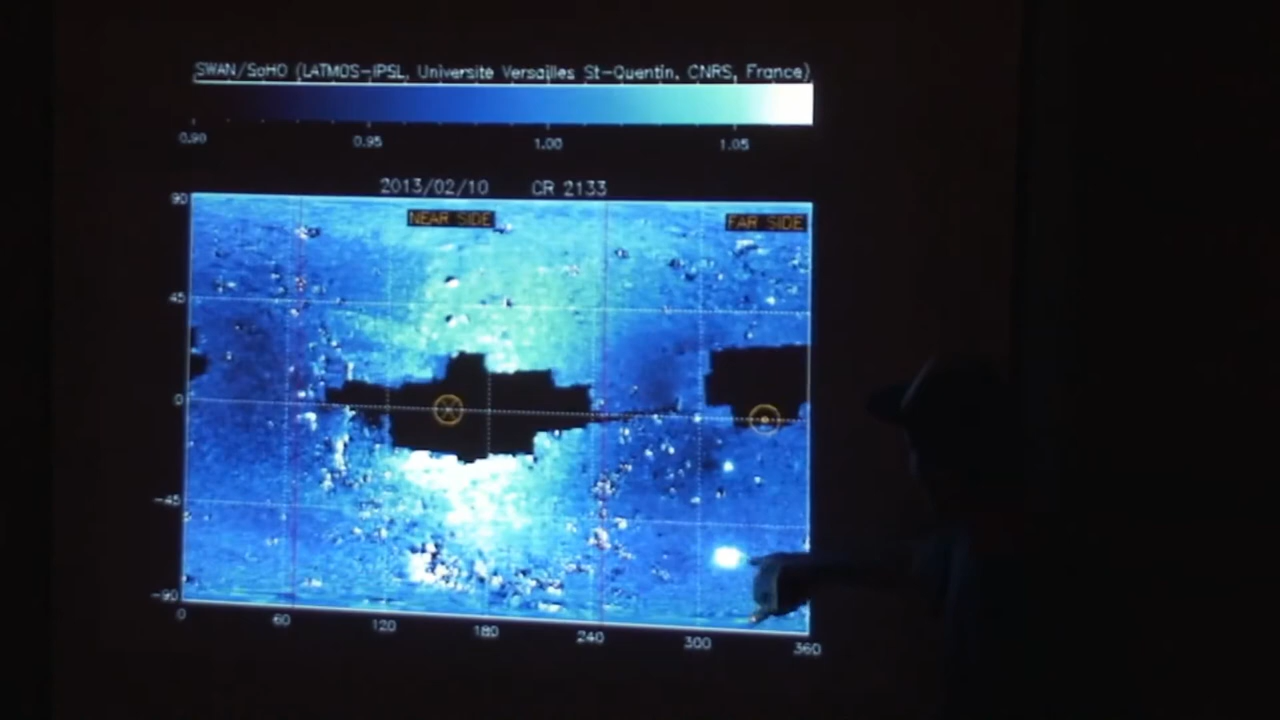 SWAN/SoHO (LATMOS-IPSL, Université Versailles St-Quentin, CNRS, France)
0.90 0.95 1.00 1.05
2013/02/10 CR 2133
NEAR SIDE FAR SIDE
90
45
0
-45
-90
0 60 120 180 240 300 360